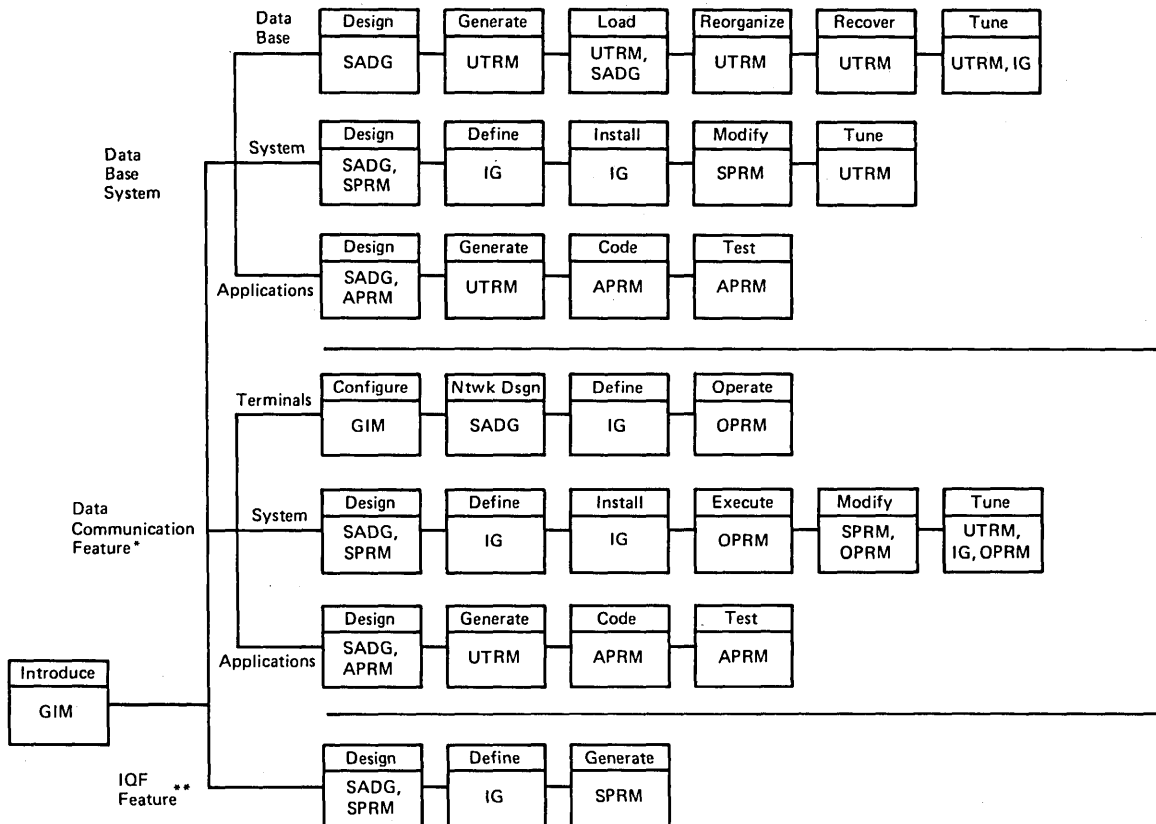 Data
Base
Design
SADG
Generate
UTRM
Load
UTRM,
SADG
Reorganize
UTRM
Recover
UTRM
Tune
UTRM, IG
Data
Base
System
System
Design
SADG,
SPRM
Define
IG
Install
IG
Modify
SPRM
Tune
UTRM
Applications
Design
SADG,
APRM
Generate
UTRM
Code
APRM
Test
APRM
Terminals
Configure
GIM
Ntwk Dsgn
SADG
Define
IG
Operate
OPRM
Data
Communication
Feature*
System
Design
SADG,
SPRM
Define
IG
Install
IG
Execute
OPRM
Modify
SPRM,
OPRM
Tune
UTRM,
IG, OPRM
Applications
Design
SADG,
APRM
Generate
UTRM
Code
APRM
Test
APRM
Introduce
GIM
IQF
Feature**
Design
SADG,
SPRM
Define
IG
Generate
SPRM